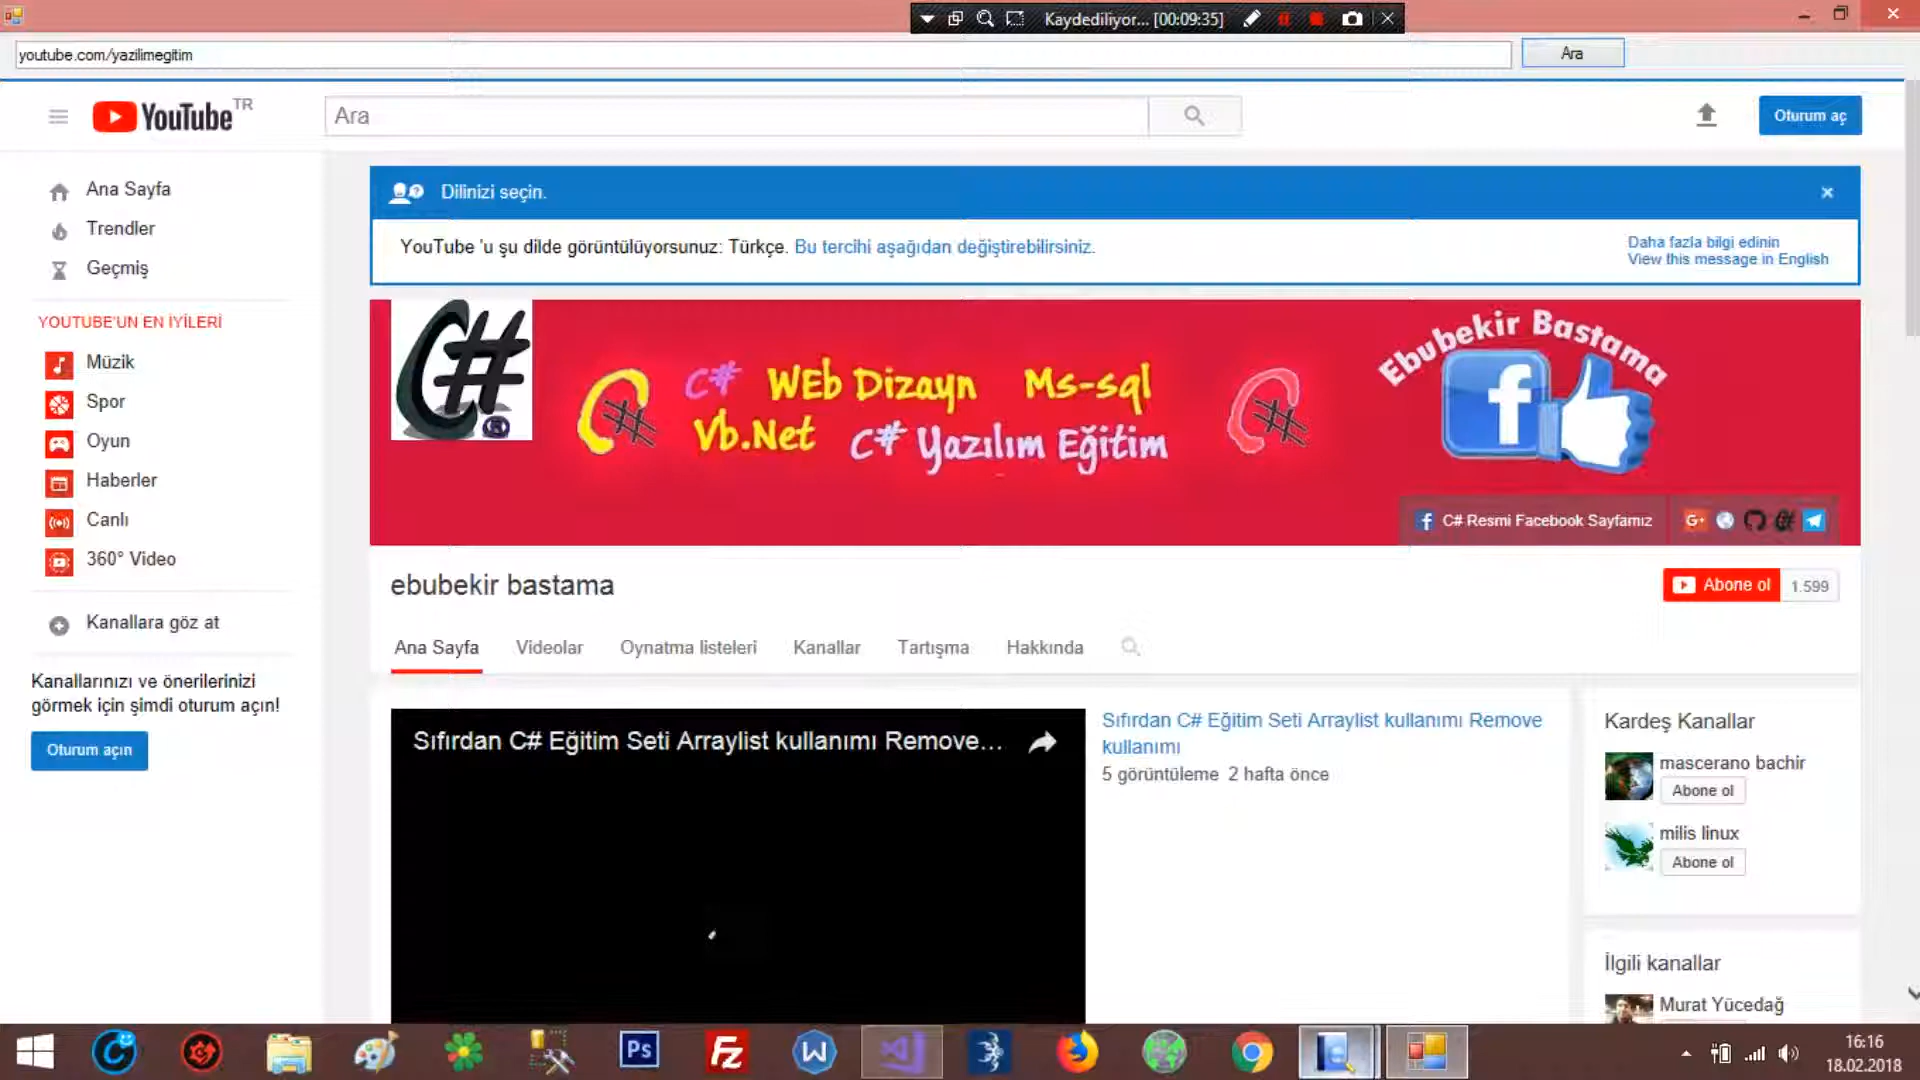 Kaydediliyor... [00:09:35]
youtube.com/yazilimegitim
Ara
YouTube TR
Ara
Oturum aç
Ana Sayfa
Trendler
Geçmiş
YOUTUBE'UN EN İYİLERİ
Müzik
Spor
Oyun
Haberler
Canlı
360° Video
Kanallara göz at
Kanallarınızı ve önerilerinizi
görmek için şimdi oturum açın!
Oturum açın
Dilinizi seçin.
YouTube 'u şu dilde görüntülüyorsunuz: Türkçe. Bu tercihi aşağıdan değiştirebilirsiniz.
Daha fazla bilgi edinin
View this message in English
C#
C# WEb Dizayn Ms-sql
Vb.Net C# Yazılım Eğitim
Ebubekir Bastama
C# Resmi Facebook Sayfamız
ebubekir bastama
Abone ol 1.599
Ana Sayfa Videolar Oynatma listeleri Kanallar Tartışma Hakkında
Sıfırdan C# Eğitim Seti Arraylist kullanımı Remove...
Sıfırdan C# Eğitim Seti Arraylist kullanımı Remove
kullanımı
5 görüntüleme 2 hafta önce
Kardeş Kanallar
mascerano bachir
Abone ol
milis linux
Abone ol
İlgili kanallar
Murat Yücedağ
Ps
Fz
W
16:16
18.02.2018